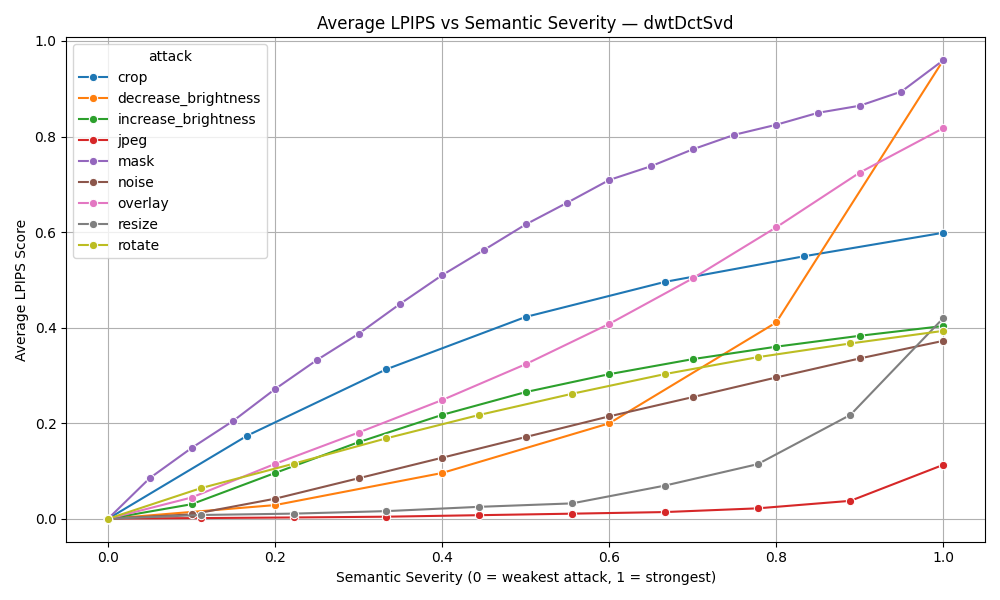 Average LPIPS vs Semantic Severity — dwtDctSvd
1.0
0.8
0.6
0.4
0.2
0.0
Average LPIPS Score
attack
crop
decrease_brightness
increase_brightness
jpeg
mask
noise
overlay
resize
rotate
0.0 0.2 0.4 0.6 0.8 1.0
Semantic Severity (0 = weakest attack, 1 = strongest)